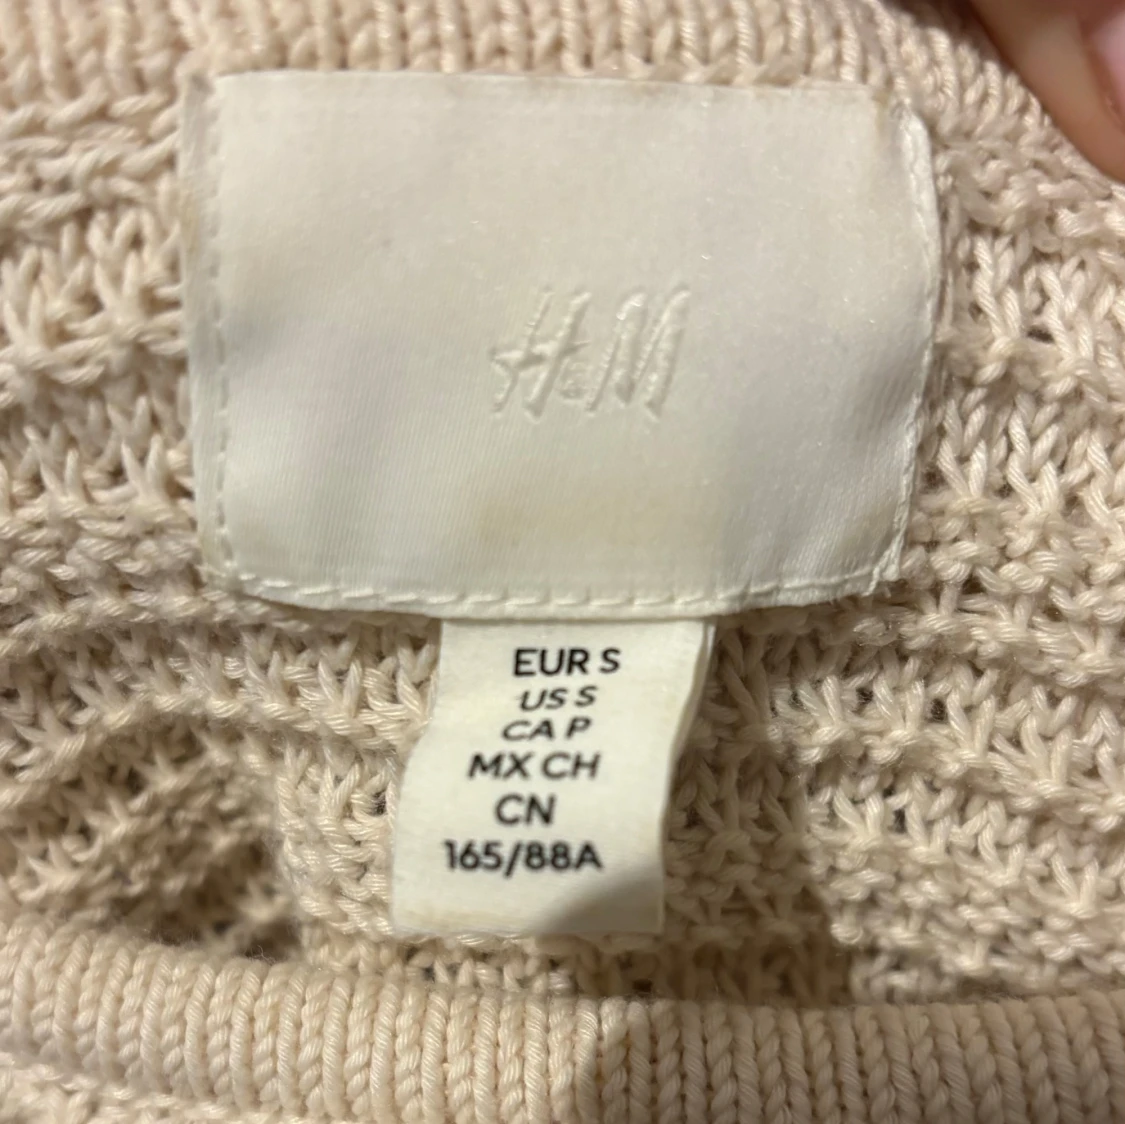 H&M
EUR S
US S
CA P
MX CH
CN
165/88A